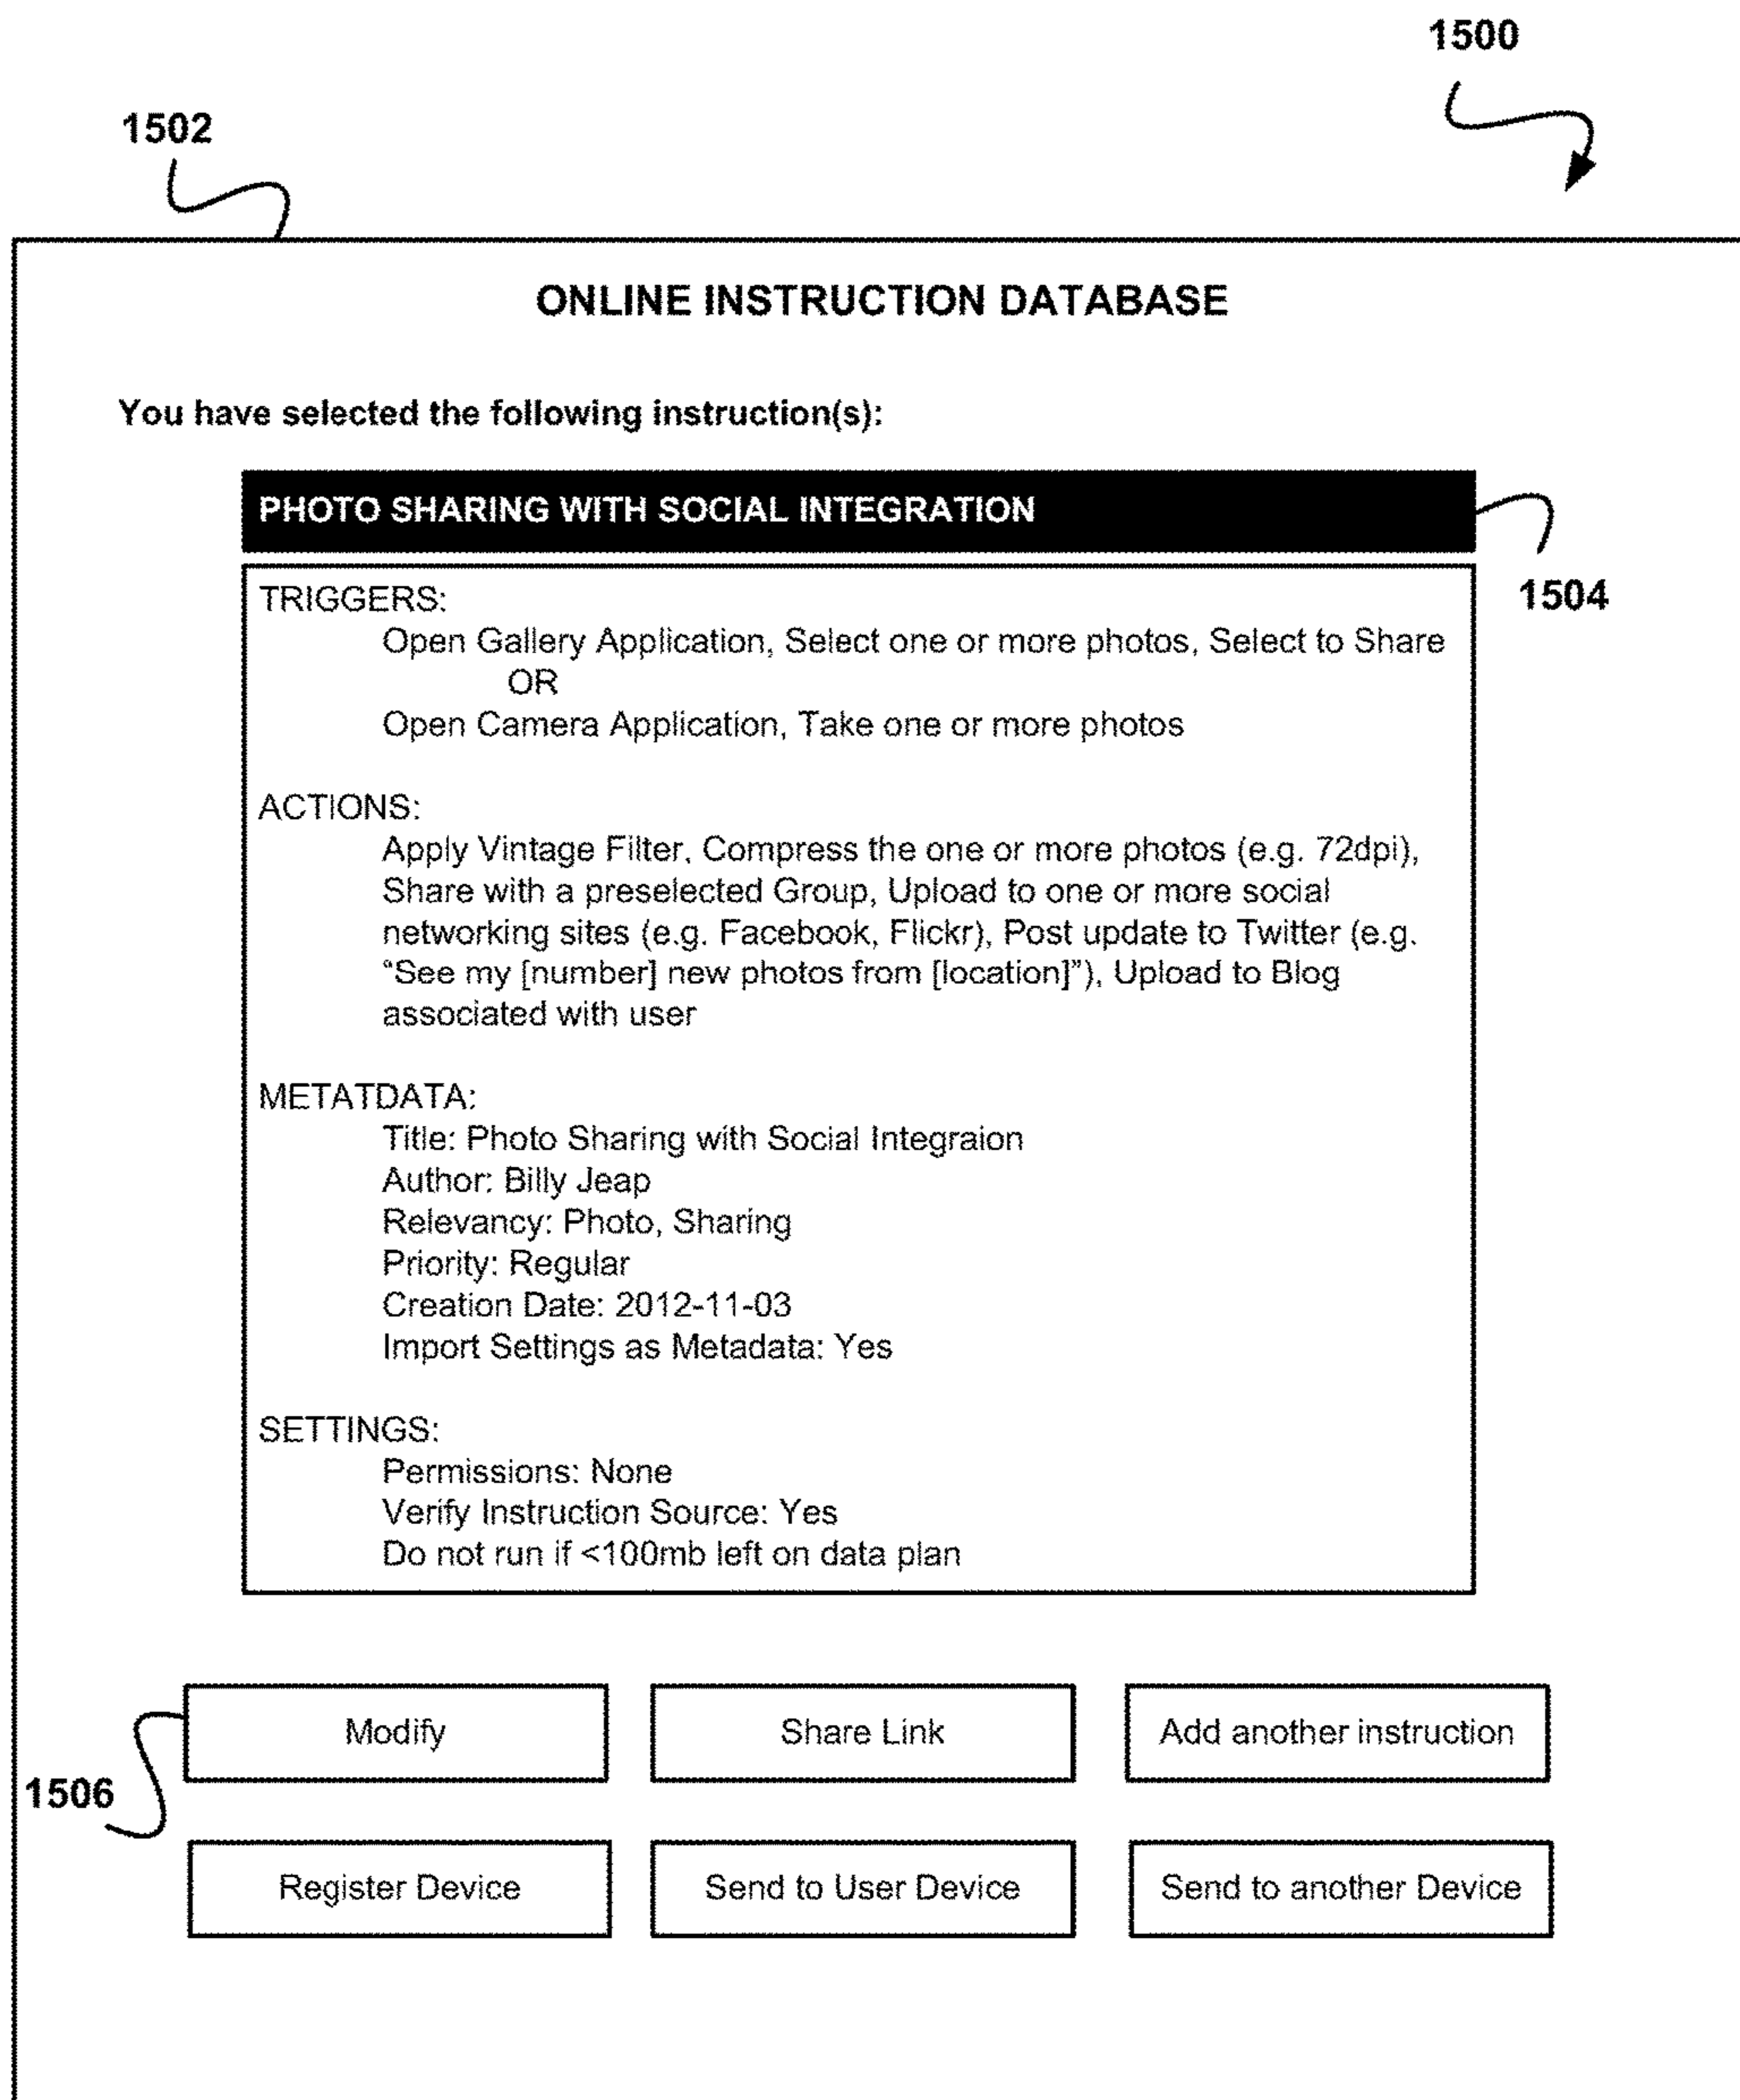 1500
1502
ONLINE INSTRUCTION DATABASE
You have selected the following instruction(s):
PHOTO SHARING WITH SOCIAL INTEGRATION
1504
TRIGGERS:
Open Gallery Application, Select one or more photos, Select to Share
OR
Open Camera Application, Take one or more photos
ACTIONS:
Apply Vintage Filter, Compress the one or more photos (e.g. 72dpi),
Share with a preselected Group, Upload to one or more social
networking sites (e.g. Facebook, Flickr), Post update to Twitter (e.g.
“See my [number] new photos from [location]”), Upload to Blog
associated with user
METATDATA:
Title: Photo Sharing with Social Integraion
Author: Billy Jeap
Relevancy: Photo, Sharing
Priority: Regular
Creation Date: 2012-11-03
Import Settings as Metadata: Yes
SETTINGS:
Permissions: None
Verify Instruction Source: Yes
Do not run if <100mb left on data plan
1506
Modify
Share Link
Add another instruction
Register Device
Send to User Device
Send to another Device